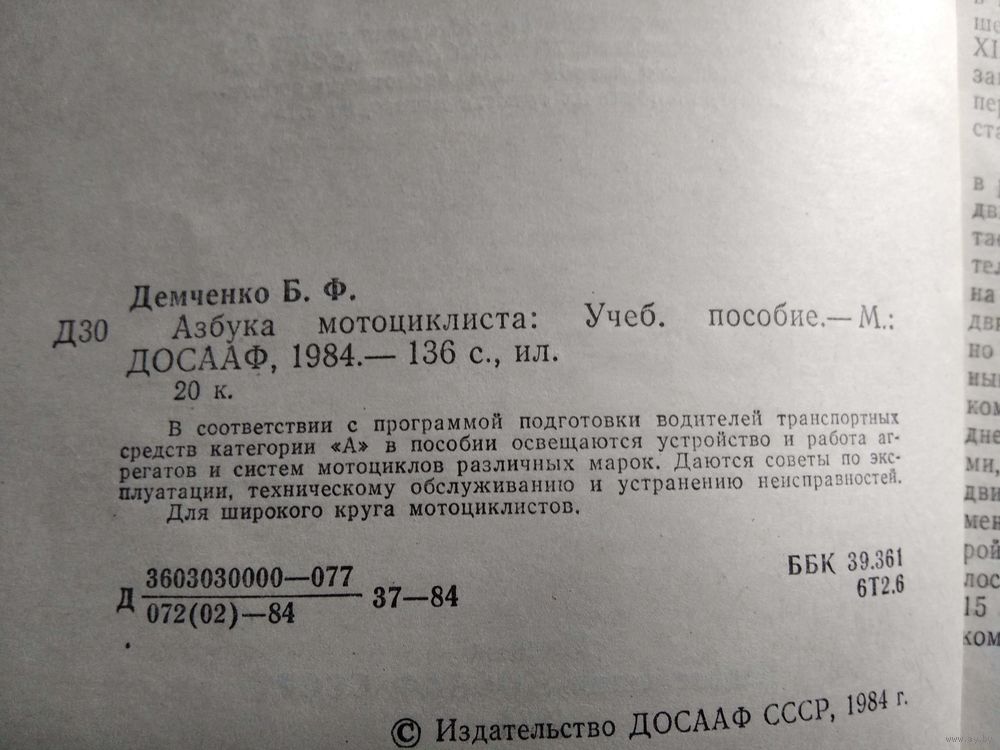 Демченко Б. Ф.
Д30 Азбука мотоциклиста: Учеб. пособие.— М.:
ДОСААФ, 1984.— 136 с., ил.
20 к.
В соответствии с программой подготовки водителей транспортных
средств категории «А» в пособии освещаются устройство и работа аг-
регатов и систем мотоциклов различных марок. Даются советы по экс-
плуатации, техническому обслуживанию и устранению неисправностей.
Для широкого круга мотоциклистов.
Д 3603030000—077
072(02)—84 37—84
ББК 39.361
6Т2.6
© Издательство ДОСААФ СССР, 1984 г.